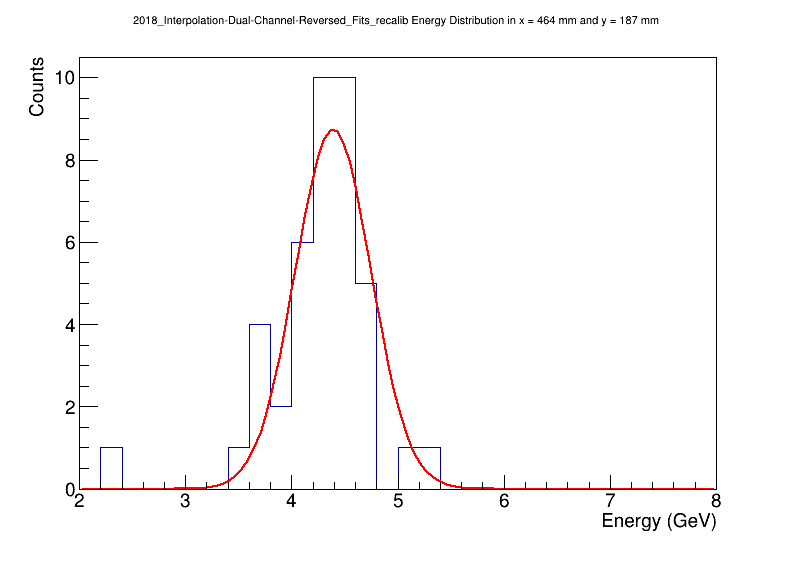 2018_Interpolation-Dual-Channel-Reversed_Fits_recalib Energy Distribution in x = 464 mm and y = 187 mm
Counts
10
8
6
4
2
0
2 3 4 5 6 7 8
Energy (GeV)